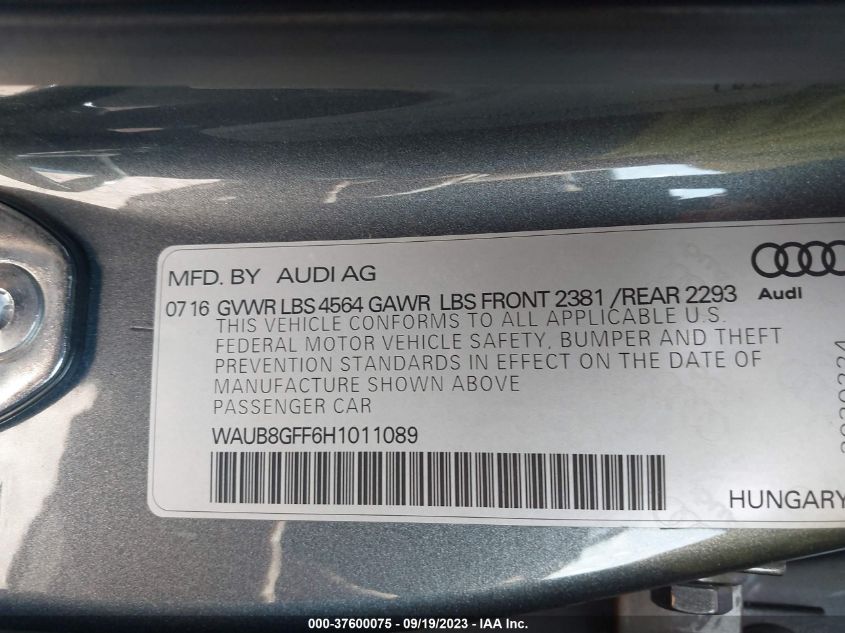 MFD. BY AUDI AG
Audi
07 16 GVWR LBS 4564 GAWR LBS FRONT 2381 /REAR 2293
THIS VEHICLE CONFORMS TO ALL APPLICABLE U.S.
FEDERAL MOTOR VEHICLE SAFETY, BUMPER AND THEFT
PREVENTION STANDARDS IN EFFECT ON THE DATE OF
MANUFACTURE SHOWN ABOVE
PASSENGER CAR
WAUB8GFF6H1011089
HUNGARY
000-37600075 - 09/19/2023 - IAA Inc.